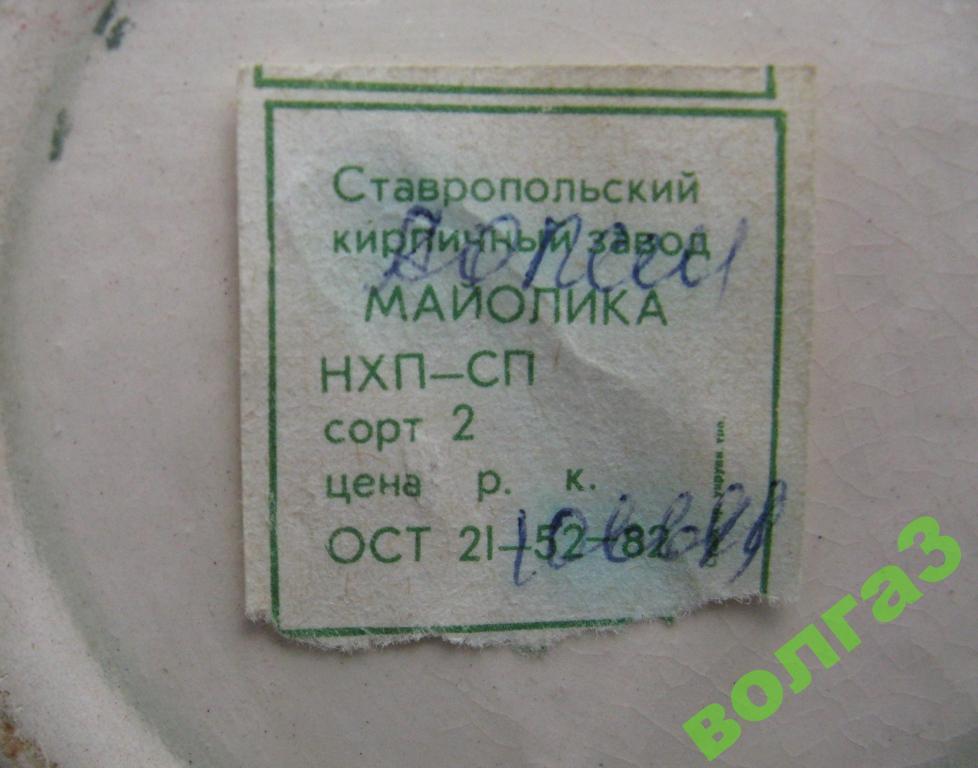 Ставропольский
кирпичный завод
МАЙОЛИКА
НХП—СП
сорт 2
цена р. к.
ОСТ 21—52—82
волга3